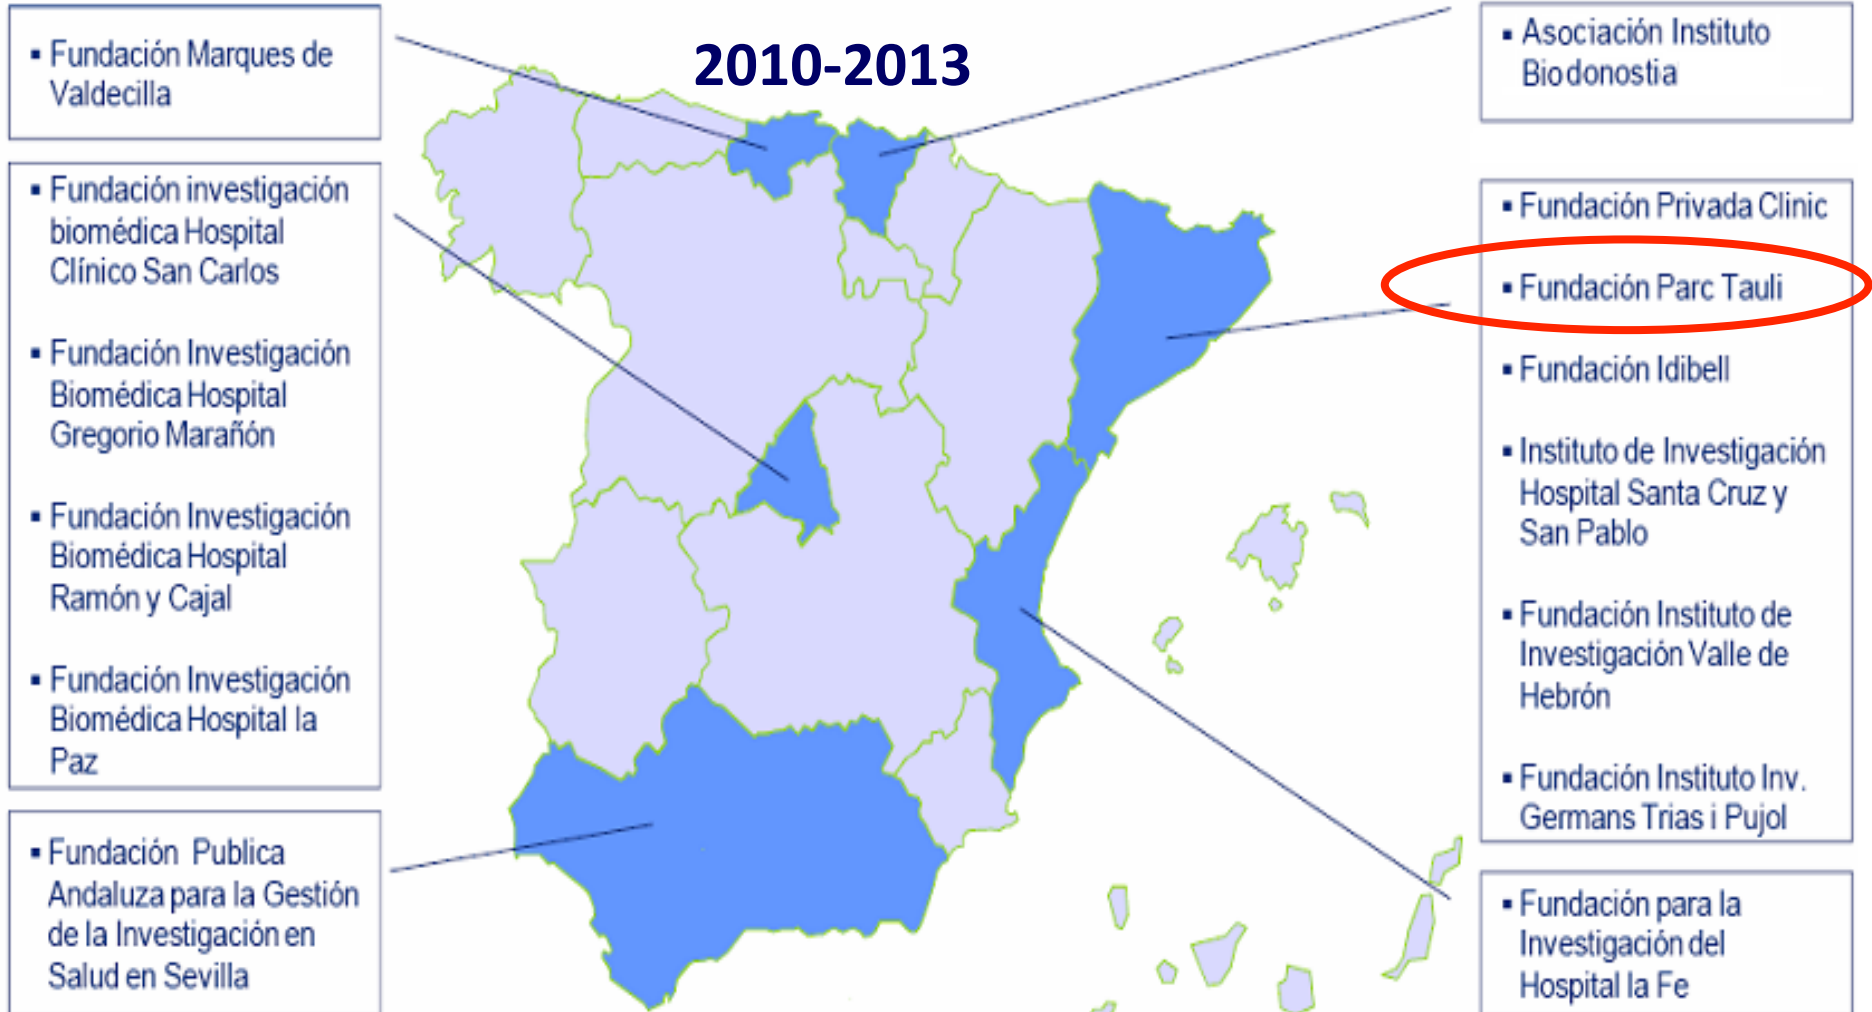 2010-2013
▪ Fundación Marques de
Valdecilla
▪ Fundación investigación
biomédica Hospital
Clínico San Carlos
▪ Fundación Investigación
Biomédica Hospital
Gregorio Marañón
▪ Fundación Investigación
Biomédica Hospital
Ramón y Cajal
▪ Fundación Investigación
Biomédica Hospital la
Paz
▪ Fundación Publica
Andaluza para la Gestión
de la Investigación en
Salud en Sevilla
▪ Asociación Instituto
Biodonostia
▪ Fundación Privada Clinic
▪ Fundación Parc Tauli
▪ Fundación Idibell
▪ Instituto de Investigación
Hospital Santa Cruz y
San Pablo
▪ Fundación Instituto de
Investigación Valle de
Hebrón
▪ Fundación Instituto Inv.
Germans Trias i Pujol
▪ Fundación para la
Investigación del
Hospital la Fe